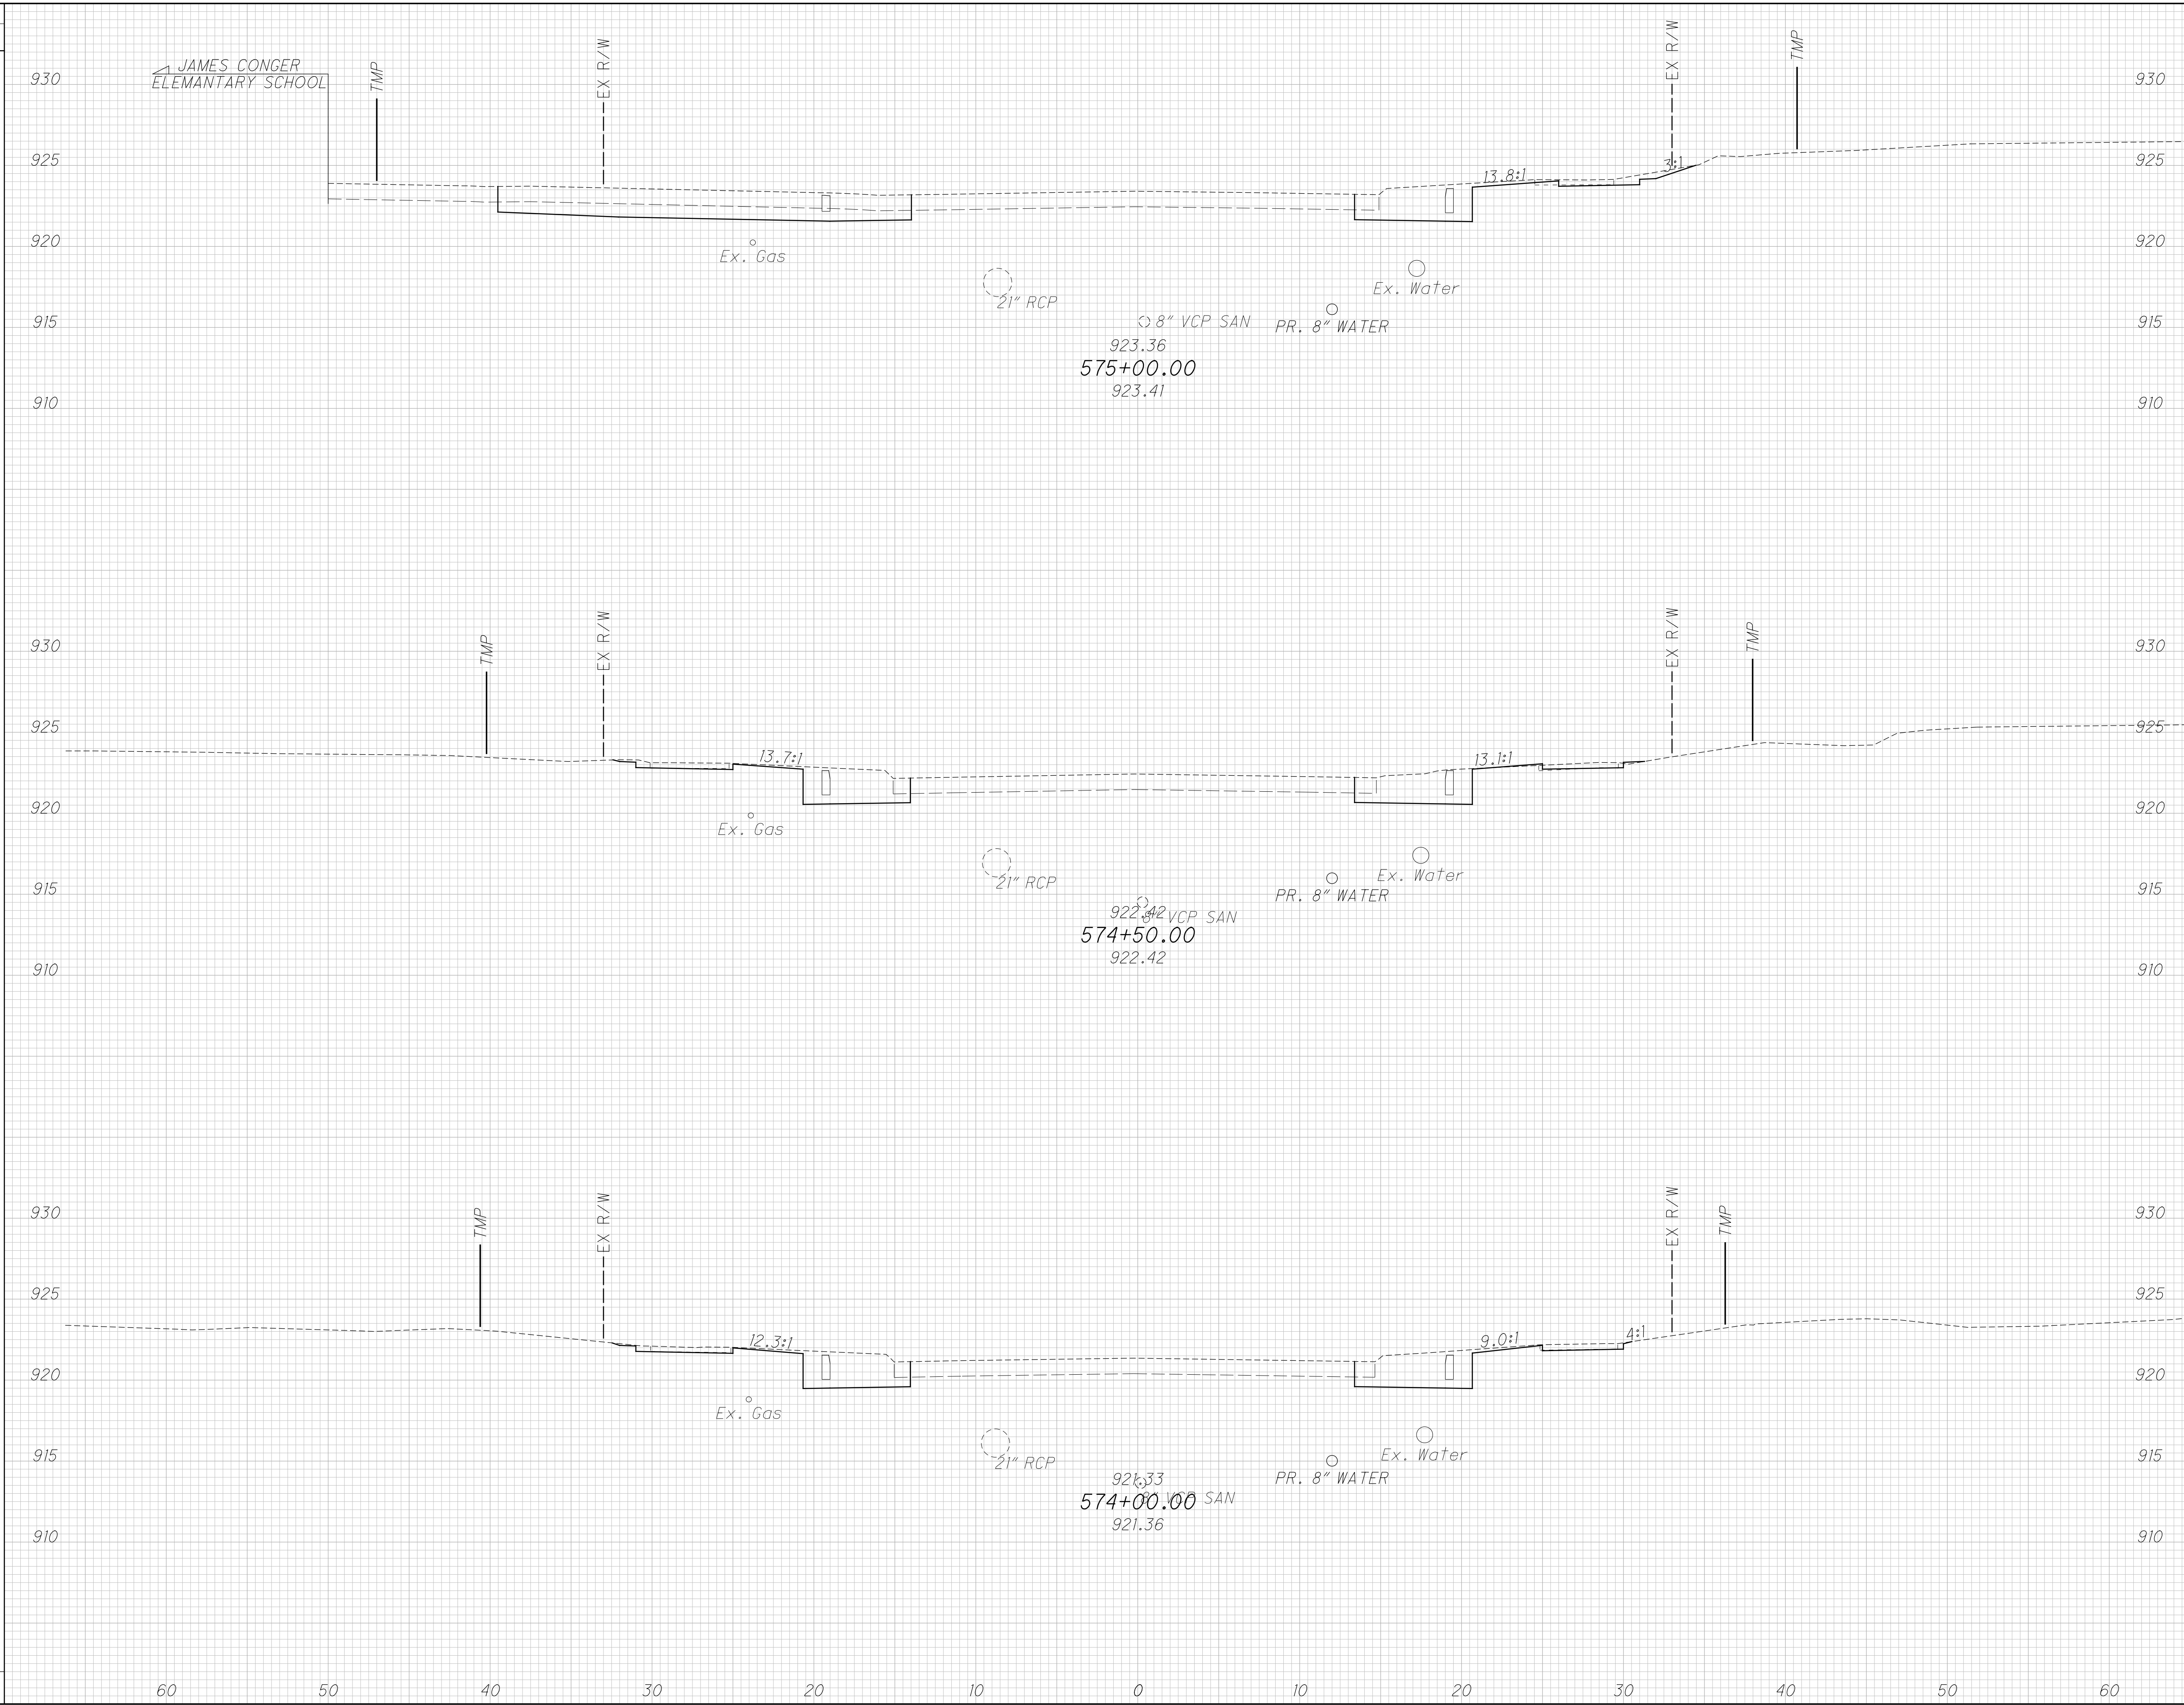 EX R/W
TMP
EX R/W
TMP
JAMES CONGER
ELEMANTARY SCHOOL
930
930
925
925
3:1
13.8:1
920
920
Ex. Gas
Ex. Water
21" RCP
915
8" VCP SAN
PR. 8" WATER
915
923.36
575+00.00
923.41
910
910
EX R/W
EX R/W
TMP
TMP
930
930
925
925
13.7:1
13.1:1
920
920
Ex. Gas
Ex. Water
21" RCP
915
PR. 8" WATER
915
922.42
8" VCP SAN
574+50.00
922.42
910
910
EX R/W
EX R/W
TMP
TMP
930
930
925
925
12.3:1
9.0:1
4:1
920
920
Ex. Gas
Ex. Water
21" RCP
915
915
921.33
PR. 8" WATER
8" VCP SAN
574+00.00
921.36
910
910
60 50 40 30 20 10 0 10 20 30 40 50 60